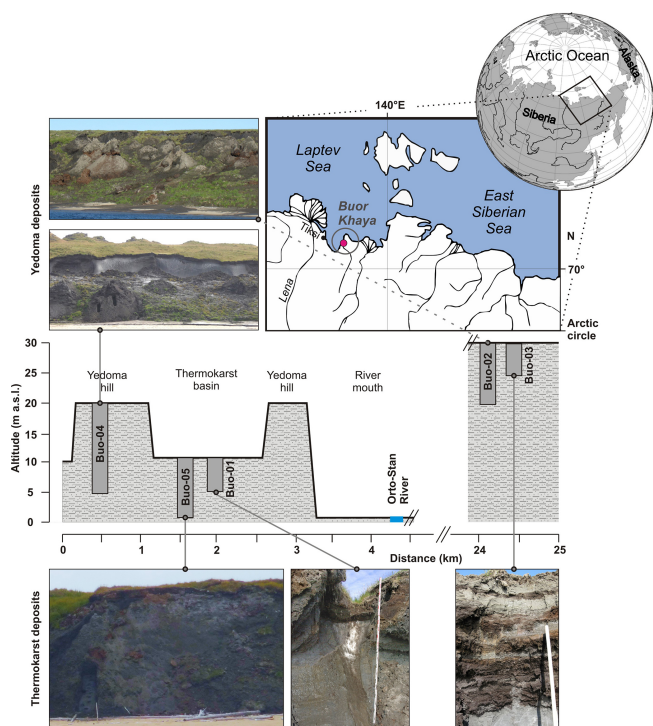 Arctic Ocean
Alaska
Siberia
140°E
Laptev
Sea
Buor
Khaya
East
Siberian
Sea
Tiksi
Lena
N
70°
Arctic
circle
Yedoma deposits
Altitude (m a.s.l.)
30
20
15
10
5
0
Yedoma
hill
Thermokarst
basin
Yedoma
hill
River
mouth
Buo-04
Buo-05
Buo-01
Buo-02
Buo-03
Orto-Stan
River
0
1
2
3
4
24
25
Distance (km)
Thermokarst deposits